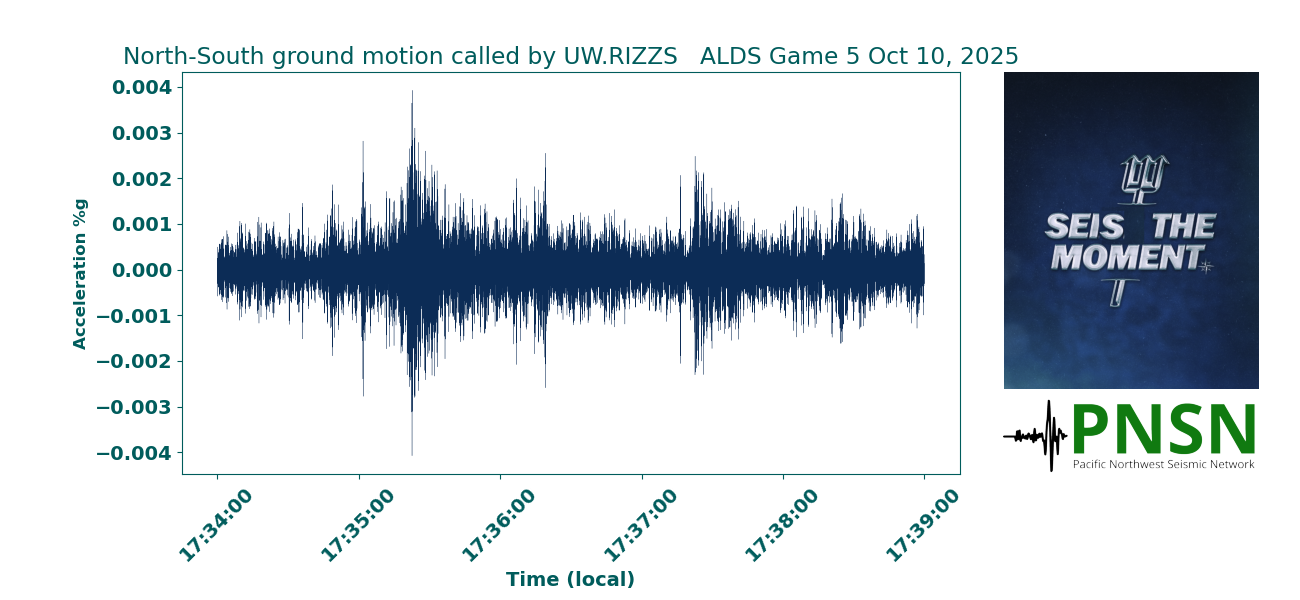 North-South ground motion called by UW.RIZZS   ALDS Game 5 Oct 10, 2025
0.004
0.003
0.002
0.001
0.000
−0.001
−0.002
−0.003
−0.004
Acceleration %g
17:34:00
17:35:00
17:36:00
17:37:00
17:38:00
17:39:00
Time (local)
SEIS THE
MOMENT
PNSN
Pacific Northwest Seismic Network